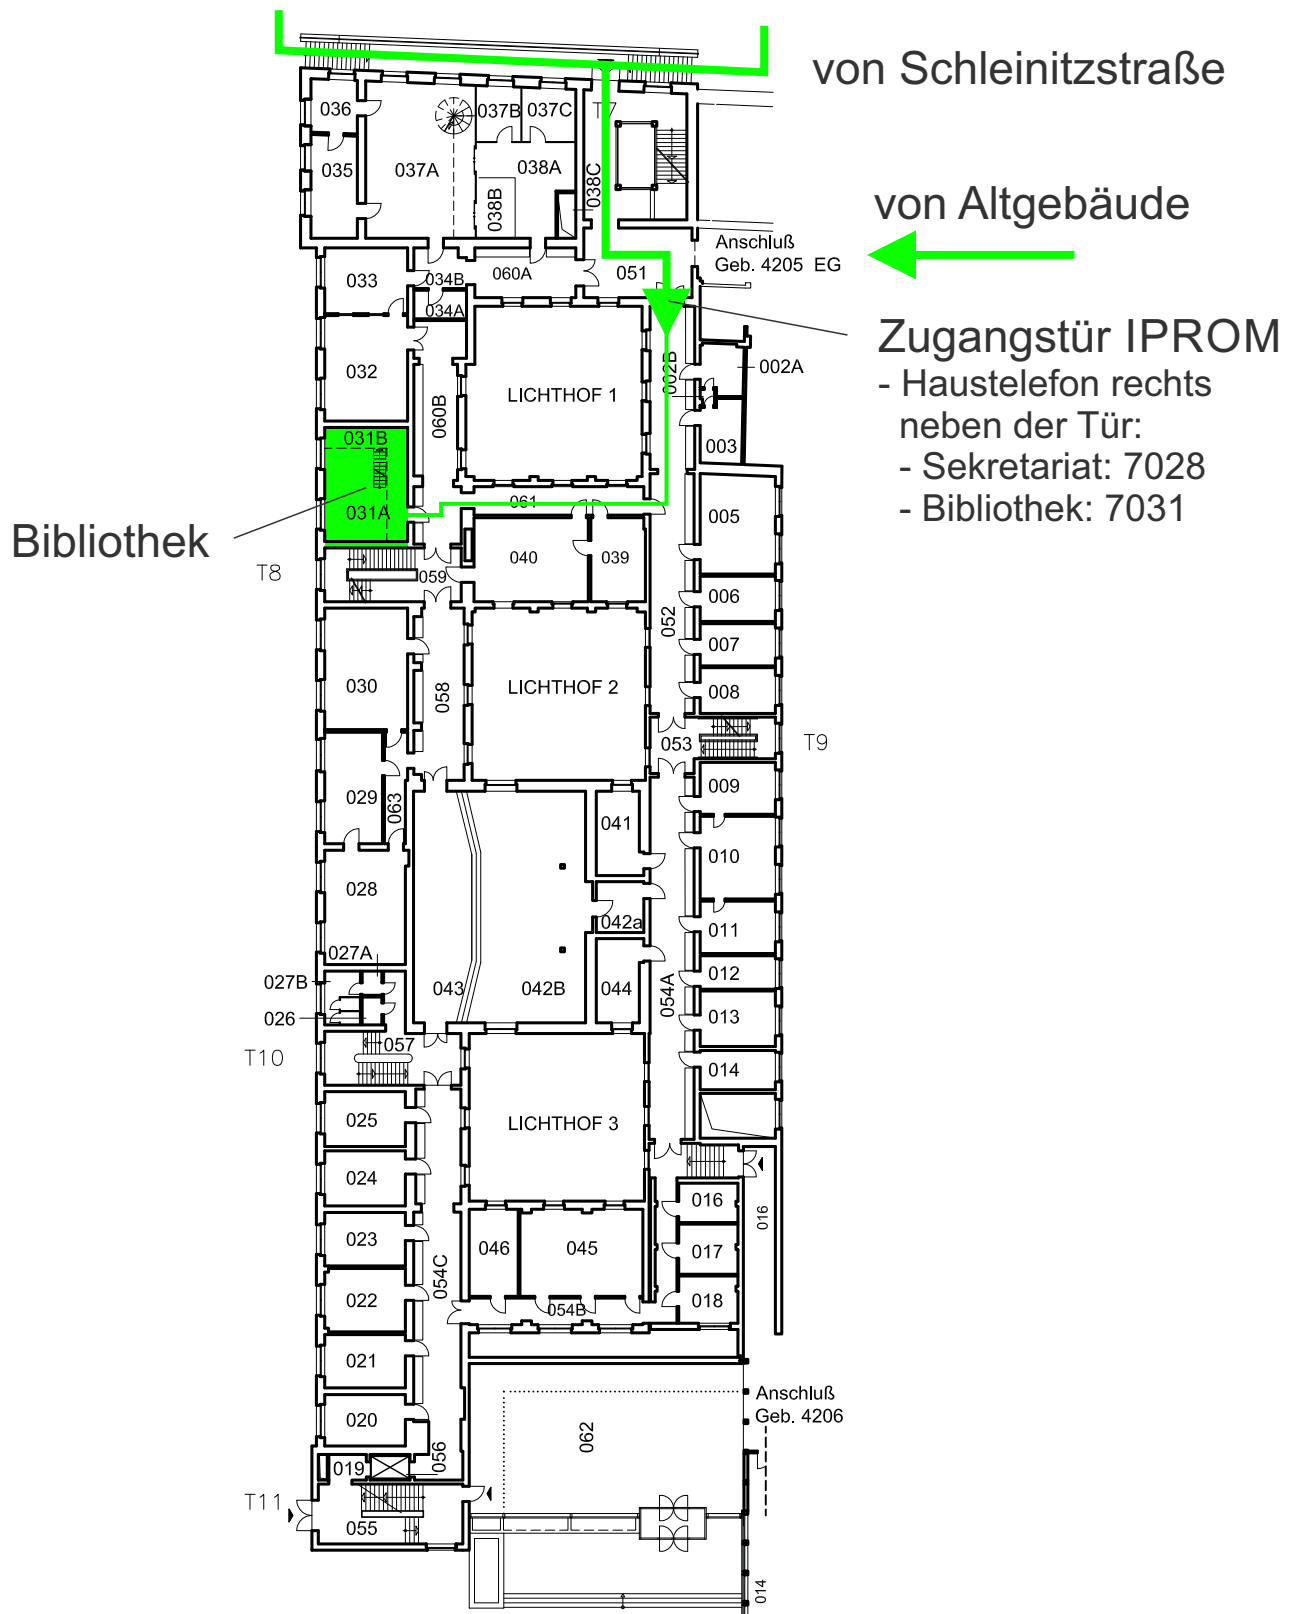 von Schleinitzstraße
036
037B
037C
T7
035
037A
038A
038B
038C
von Altgebäude
Anschluß
Geb. 4205 EG
033
034B
060A
051
034A
Zugangstür IPROM
- Haustelefon rechts
neben der Tür:
- Sekretariat: 7028
- Bibliothek: 7031
032
060B
LICHTHOF 1
002B
002A
003
031B
031A
061
005
Bibliothek
T8
059
040
039
006
052
007
030
058
LICHTHOF 2
008
053
T9
029
063
009
041
010
028
042a
011
027A
027B
043
042B
044
054A
012
026
013
057
T10
014
025
LICHTHOF 3
024
016
016
023
054C
046
045
017
022
054B
018
021
Anschluß
Geb. 4206
020
062
056
019
T11
055
014